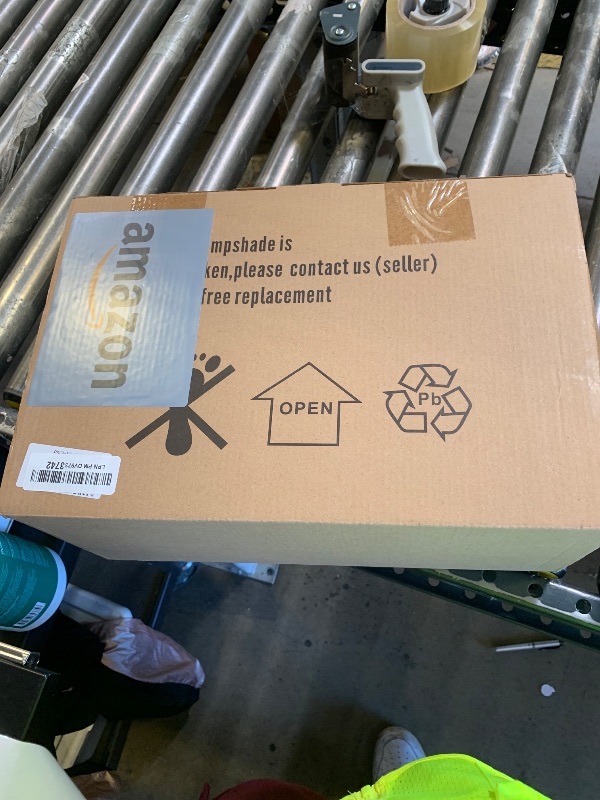 amazon
mpshade is
ken,please contact us (seller)
free replacement
OPEN
Pb